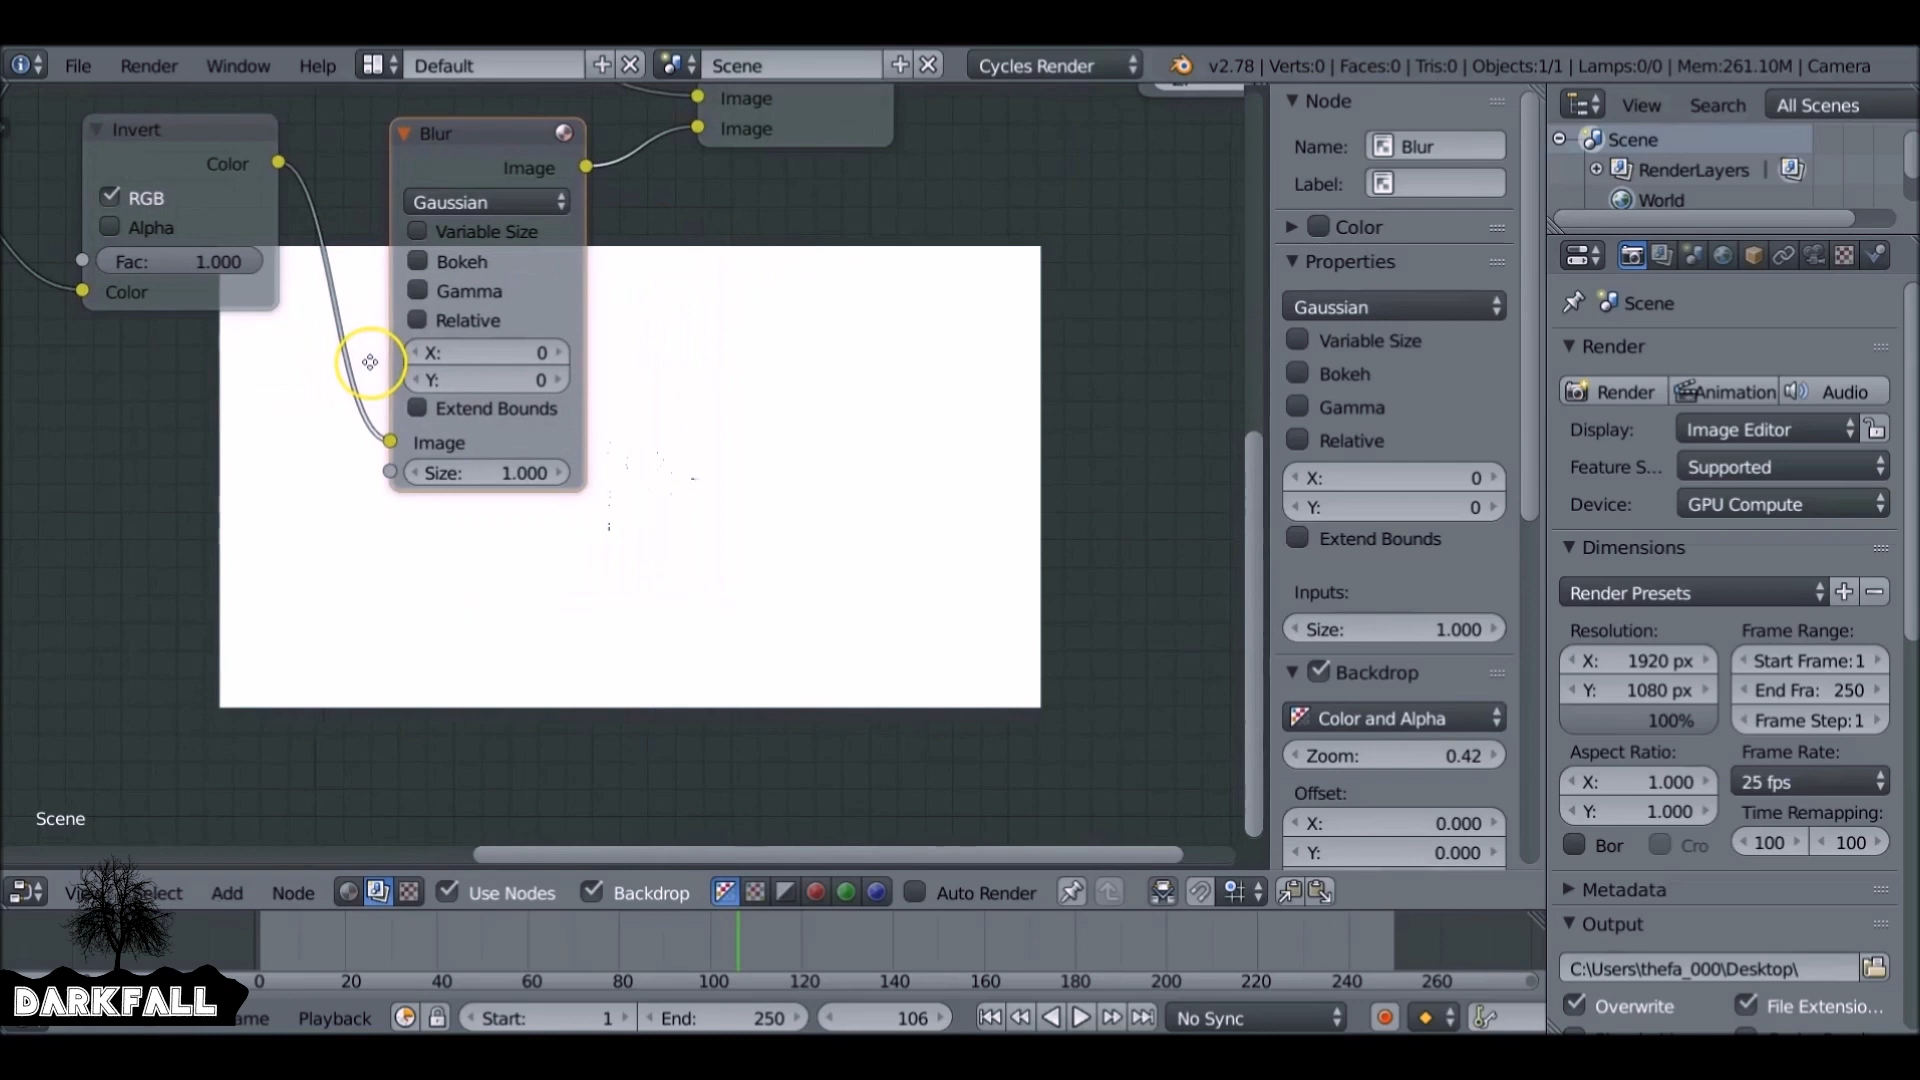 File Render Window Help Default Scene Cycles Render v2.78 | Verts:0 | Faces:0 | Tris:0 | Objects:1/1 | Lamps:0/0 | Mem:261.10M | Camera
Image
Image
Invert
Color
RGB
Alpha
Fac: 1.000
Color
Blur
Image
Gaussian
Variable Size
Bokeh
Gamma
Relative
X: 0
Y: 0
Extend Bounds
Image
Size: 1.000
Scene
Node
Name: Blur
Label:
Color
Properties
Gaussian
Variable Size
Bokeh
Gamma
Relative
X: 0
Y: 0
Extend Bounds
Inputs:
Size: 1.000
Backdrop
Color and Alpha
Zoom: 0.42
Offset:
X: 0.000
Y: 0.000
View Search All Scenes
Scene
RenderLayers |
World
Scene
Render
Render Animation Audio
Display: Image Editor
Feature S... Supported
Device: GPU Compute
Dimensions
Render Presets
Resolution: Frame Range:
X: 1920 px Start Frame:1
Y: 1080 px End Fra: 250
100% Frame Step:1
Aspect Ratio: Frame Rate:
X: 1.000 25 fps
Y: 1.000 Time Remapping:
Bor Cro 100 100
Metadata
Output
C:\Users\thefa_000\Desktop\
Overwrite File Extensio...
Add Node Use Nodes Backdrop Auto Render
0 20 40 60 80 100 120 140 160 180 200 220 240 260
Playback Start: 1 End: 250 106 No Sync
DARKFALL